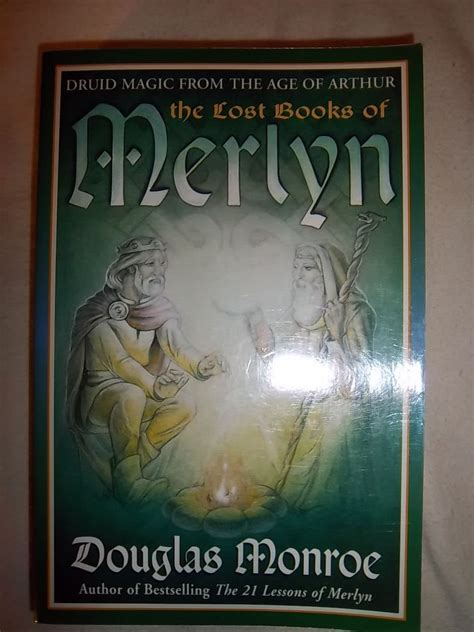 DRUID MAGIC FROM THE AGE OF ARTHUR
the Lost Books of
Merlyn
Douglas Monroe
Author of Bestselling The 21 Lessons of Merlyn